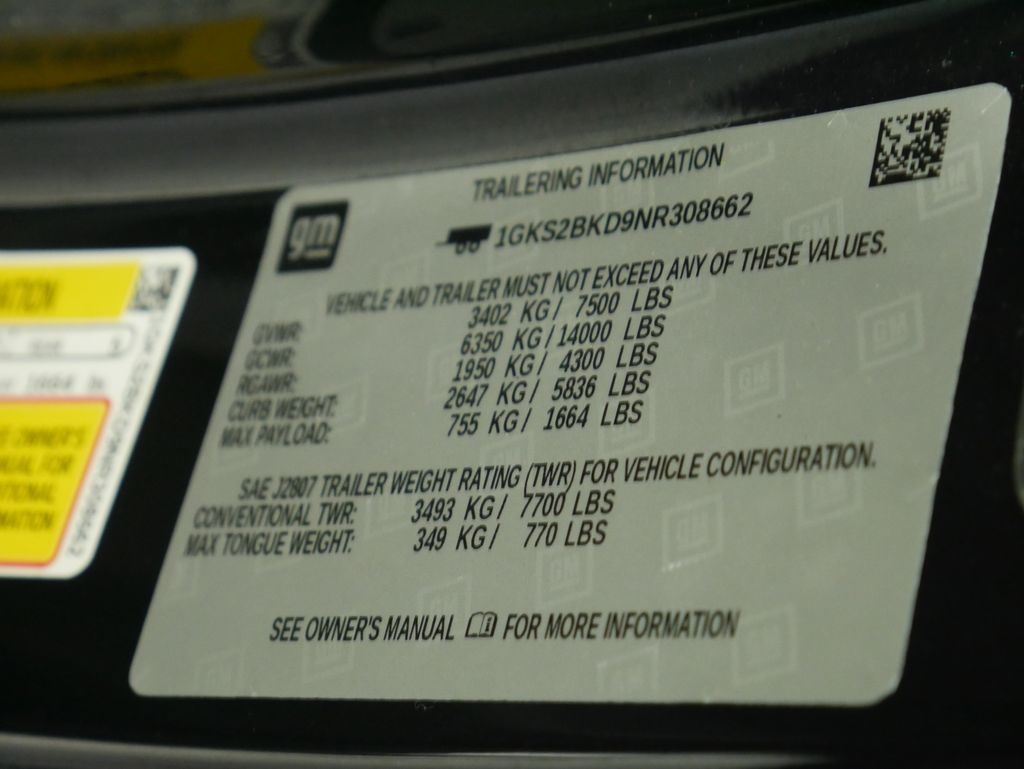 gm
TRAILERING INFORMATION
1GKS2BKD9NR308662
VEHICLE AND TRAILER MUST NOT EXCEED ANY OF THESE VALUES.
GVWR: 3402 KG/ 7500 LBS
GCWR: 6350 KG/14000 LBS
RGAWR: 1950 KG/ 4300 LBS
CURB WEIGHT: 2647 KG/ 5836 LBS
MAX PAYLOAD: 755 KG/ 1664 LBS
SAE J2807 TRAILER WEIGHT RATING (TWR) FOR VEHICLE CONFIGURATION.
CONVENTIONAL TWR: 3493 KG/ 7700 LBS
MAX TONGUE WEIGHT: 349 KG/ 770 LBS
SEE OWNER'S MANUAL FOR MORE INFORMATION
OWNER'S
FOR